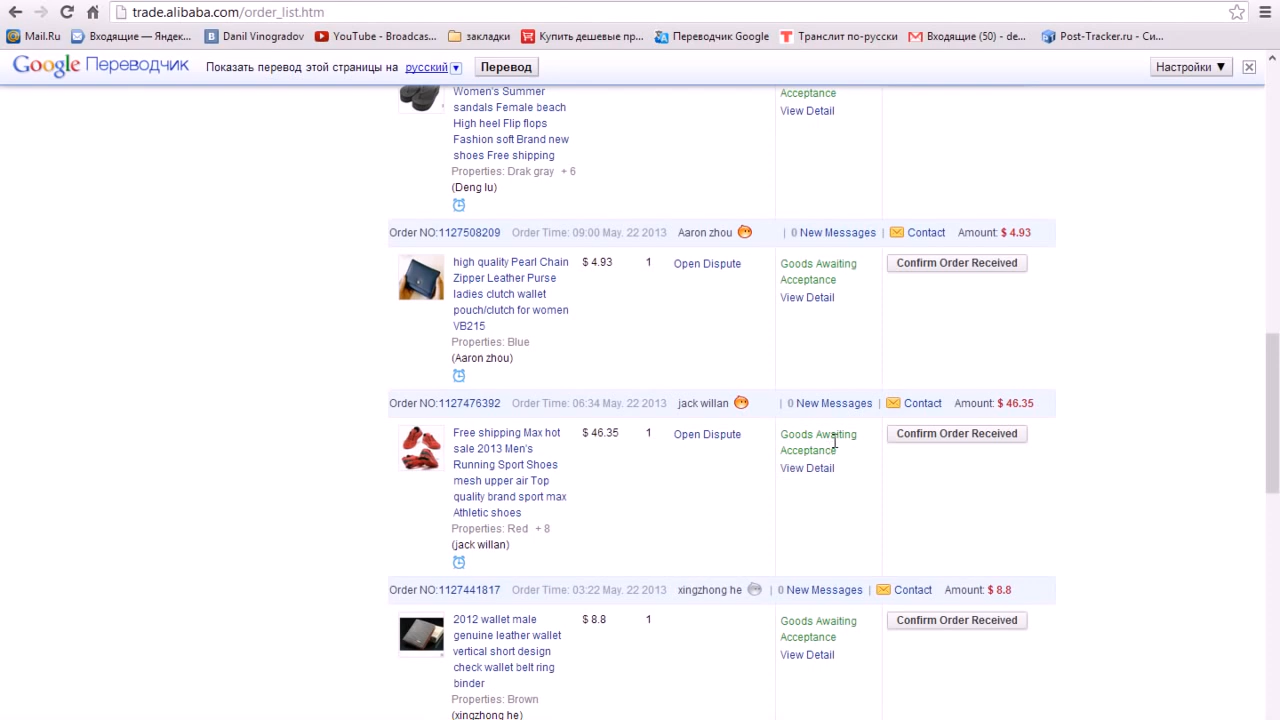 trade.alibaba.com/order_list.htm
Mail.Ru
Входящие — Яндек...
Danil Vinogradov
YouTube - Broadcas...
закладки
Купить дешевые пр...
Переводчик Google
Транслит по-русски
Входящие (50) - de...
Post-Tracker.ru - Си...
Google Переводчик
Показать перевод этой страницы на
русский
Перевод
Настройки ▼
Women's Summer
sandals Female beach
High heel Flip flops
Fashion soft Brand new
shoes Free shipping
Properties: Drak gray + 6
(Deng lu)
Acceptance
View Detail
Order NO:1127508209 Order Time: 09:00 May. 22 2013 Aaron zhou | 0 New Messages | Contact Amount: $ 4.93
high quality Pearl Chain
Zipper Leather Purse
ladies clutch wallet
pouch/clutch for women
VB215
Properties: Blue
(Aaron zhou)
$ 4.93
1
Open Dispute
Goods Awaiting
Acceptance
View Detail
Confirm Order Received
Order NO:1127476392 Order Time: 06:34 May. 22 2013 jack willan | 0 New Messages | Contact Amount: $ 46.35
Free shipping Max hot
sale 2013 Men's
Running Sport Shoes
mesh upper air Top
quality brand sport max
Athletic shoes
Properties: Red + 8
(jack willan)
$ 46.35
1
Open Dispute
Goods Awaiting
Acceptance
View Detail
Confirm Order Received
Order NO:1127441817 Order Time: 03:22 May. 22 2013 xingzhong he | 0 New Messages | Contact Amount: $ 8.8
2012 wallet male
genuine leather wallet
vertical short design
check wallet belt ring
binder
Properties: Brown
(xingzhong he)
$ 8.8
1
Goods Awaiting
Acceptance
View Detail
Confirm Order Received